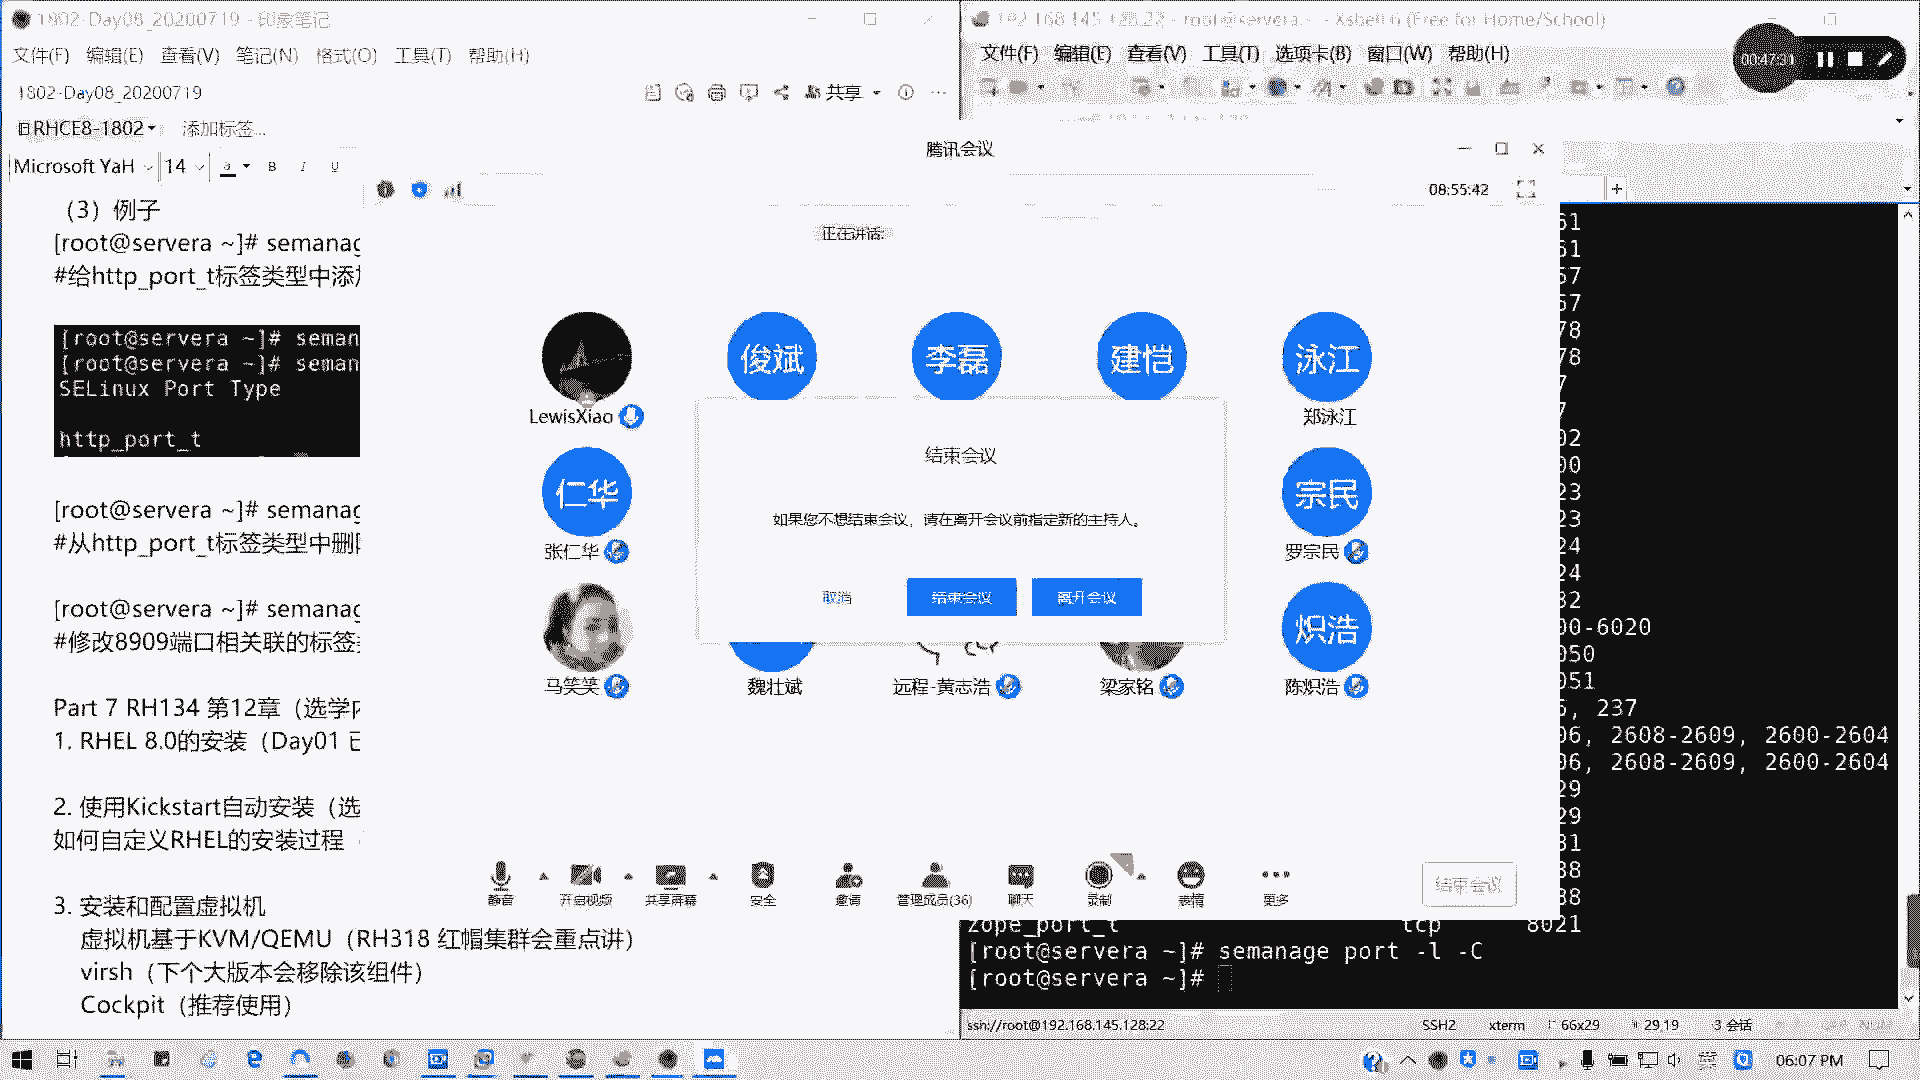 1802-Day08_20200719 - 印象笔记
文件(F) 编辑(E) 查看(V) 笔记(N) 格式(O) 工具(T) 帮助(H)
1802-Day08_20200719
共享
RHCE8-1802
添加标签...
Microsoft YaH 14 a B I U
（3）例子
[root@servera ~]# semanag
#给http_port_t标签类型中添加
[root@servera ~]# seman
[root@servera ~]# seman
SELinux Port Type
http_port_t
[root@servera ~]# semanag
#从http_port_t标签类型中删
[root@servera ~]# semanag
#修改8909端口相关联的标签
Part 7 RH134 第12章（选学
1. RHEL 8.0的安装（Day01
2. 使用Kickstart自动安装（选
如何自定义RHEL的安装过程
3. 安装和配置虚拟机
虚拟机基于KVM/QEMU（RH318 红帽集群会重点讲）
virsh（下个大版本会移除该组件）
Cockpit（推荐使用）
192.168.145.128:22 - root@servera:~ - Xshell 6 (Free for Home/School)
文件(F) 编辑(E) 查看(V) 工具(T) 选项卡(B) 窗口(W) 帮助(H)
00:47:31
腾讯会议
08:55:42
正在讲话:
俊斌
李磊
建恺
泳江
LewisXiao
郑泳江
仁华
宗民
张仁华
罗宗民
炽浩
马笑笑
魏壮斌
远程-黄志浩
梁家铭
陈炽浩
结束会议
如果您不想结束会议，请在离开会议前指定新的主持人。
取消 结束会议 离开会议
静音 开启视频 共享屏幕 安全 邀请 管理成员(36) 聊天 录制 表情 更多
结束会议
61
61
57
57
78
78
7
7
02
00
23
23
24
24
32
00-6020
050
051
5, 237
06, 2608-2609, 2600-2604
06, 2608-2609, 2600-2604
29
29
31
38
38
zope_port_t tcp 8021
[root@servera ~]# semanage port -l -C
[root@servera ~]#
ssh://root@192.168.145.128:22 SSH2 xterm 66x29 29,19 3 会话
英
06:07 PM